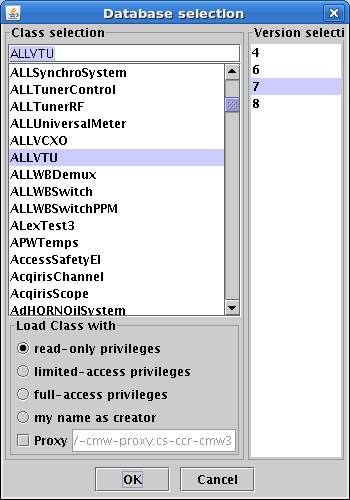 Database selection
Class selection
ALLVTU
ALLSynchroSystem
ALLTunerControl
ALLTunerRF
ALLUniversalMeter
ALLVCXO
ALLVTU
ALLWBDemux
ALLWBSwitch
ALLWBSwitchPPM
ALexTest3
APWTemps
AccessSafetyEl
AcqirisChannel
AcqirisScope
AdHORNOilSystem
Load Class with
read-only privileges
limited-access privileges
full-access privileges
my name as creator
Proxy /-cmw-proxy.cs-ccr-cmw3
Version selecti
4
6
7
8
OK Cancel